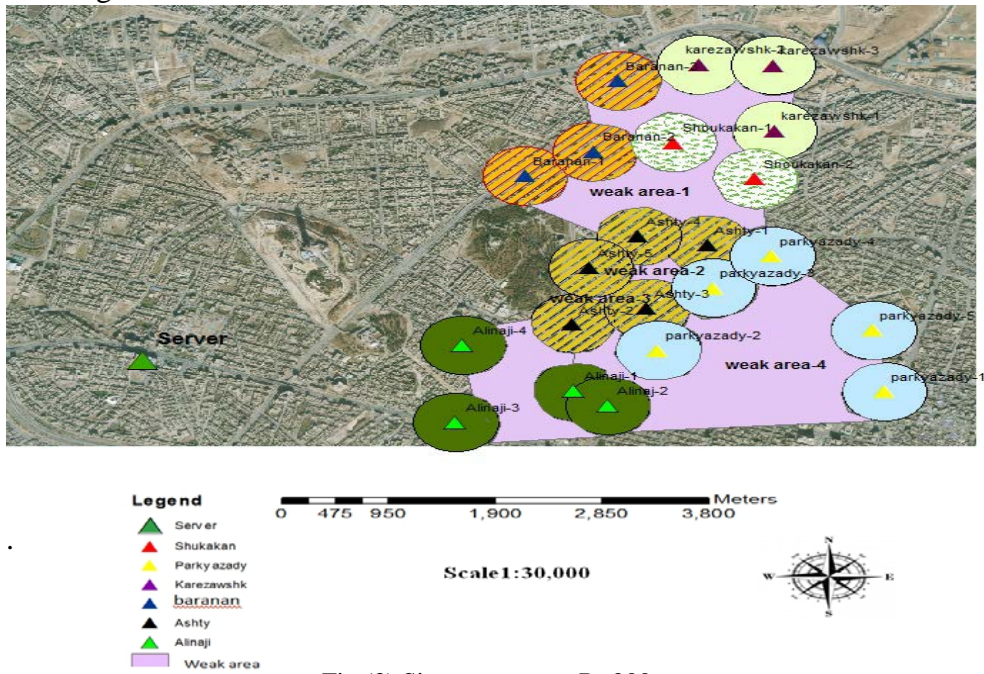 karezawshk-2
karezawshk-3
Baranan-3
karezawshk-1
Shoukakan-1
Baranan-2
Baranan-1
Shoukakan-2
weak area-1
Ashty-4
Ashty-1
parkyazady-4
Ashty-5
weak area-2
parkyazady-3
weak area-3
Ashty-3
Ashty-2
parkyazady-5
Alinaji-4
parkyazady-2
Server
weak area-4
Alinaji-1
parkyazady-1
Alinaj-2
Alinaji-3
Legend
Meters
0 475 950 1,900 2,850 3,800
Server
Shukakan
Parkyazady
Karezawshk
baranan
Ashty
Alinaji
Weak area
Scale1:30,000
N
W
E
S
.